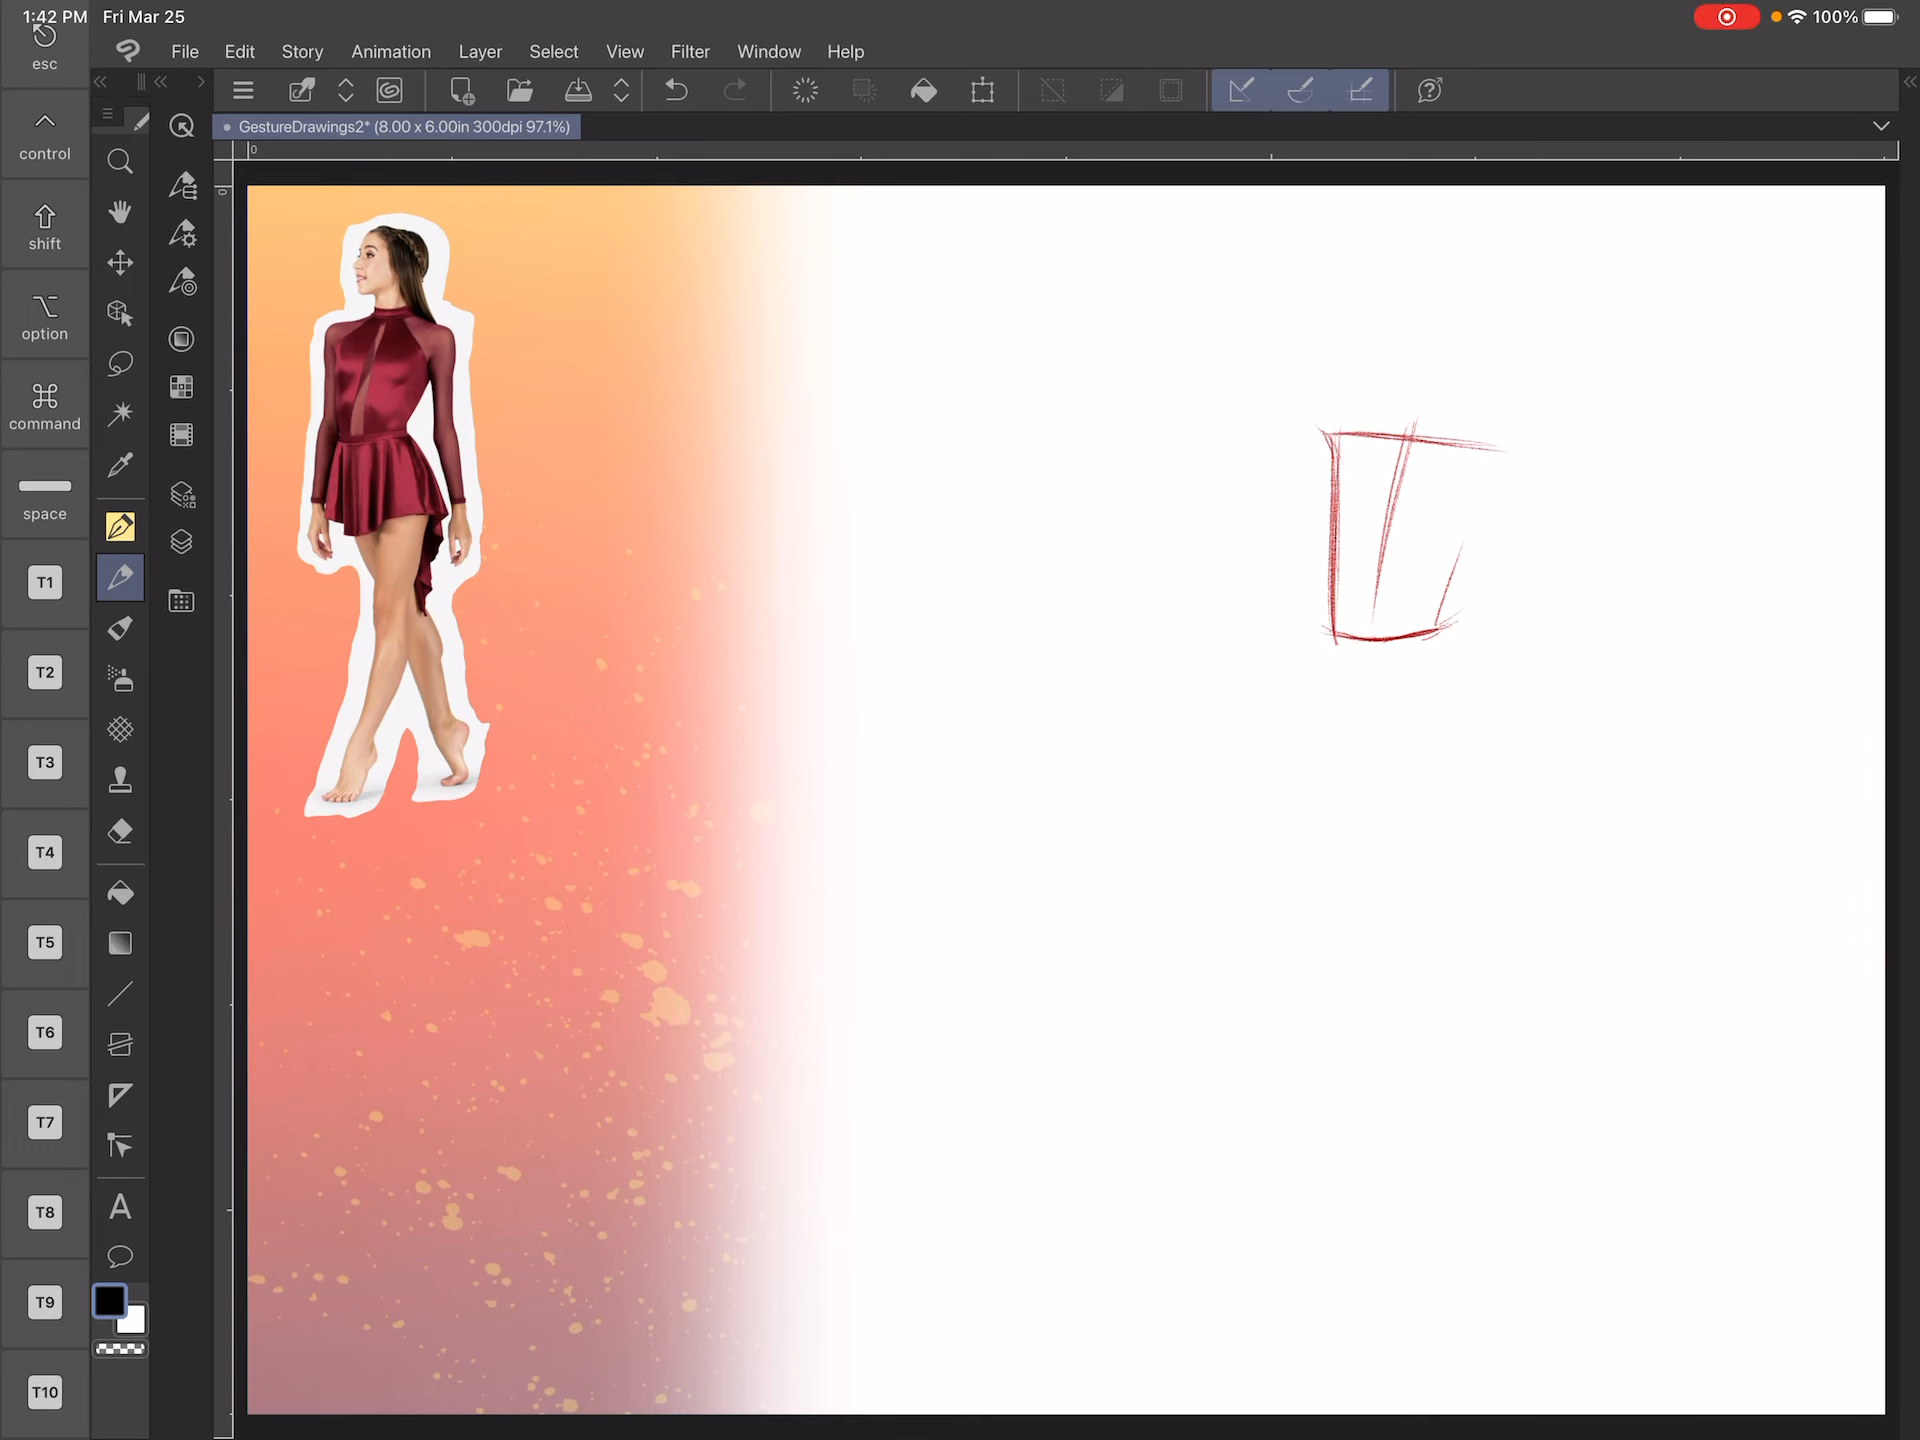 1:42 PM Fri Mar 25 100%
esc
File Edit Story Animation Layer Select View Filter Window Help
GestureDrawings2* (8.00 x 6.00in 300dpi 97.1%)
0
0
control
shift
option
command
space
T1
T2
T3
T4
T5
T6
T7
T8
A
T9
T10